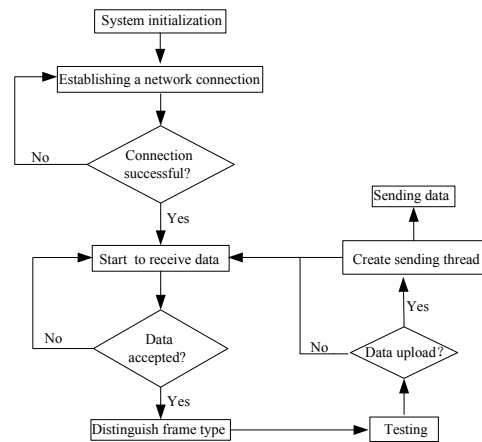 System initialization
Establishing a network connection
No
Connection
successful?
Yes
Sending data
Start to receive data
Create sending thread
Yes
No
Data
accepted?
No
Data upload?
Yes
Distinguish frame type
Testing